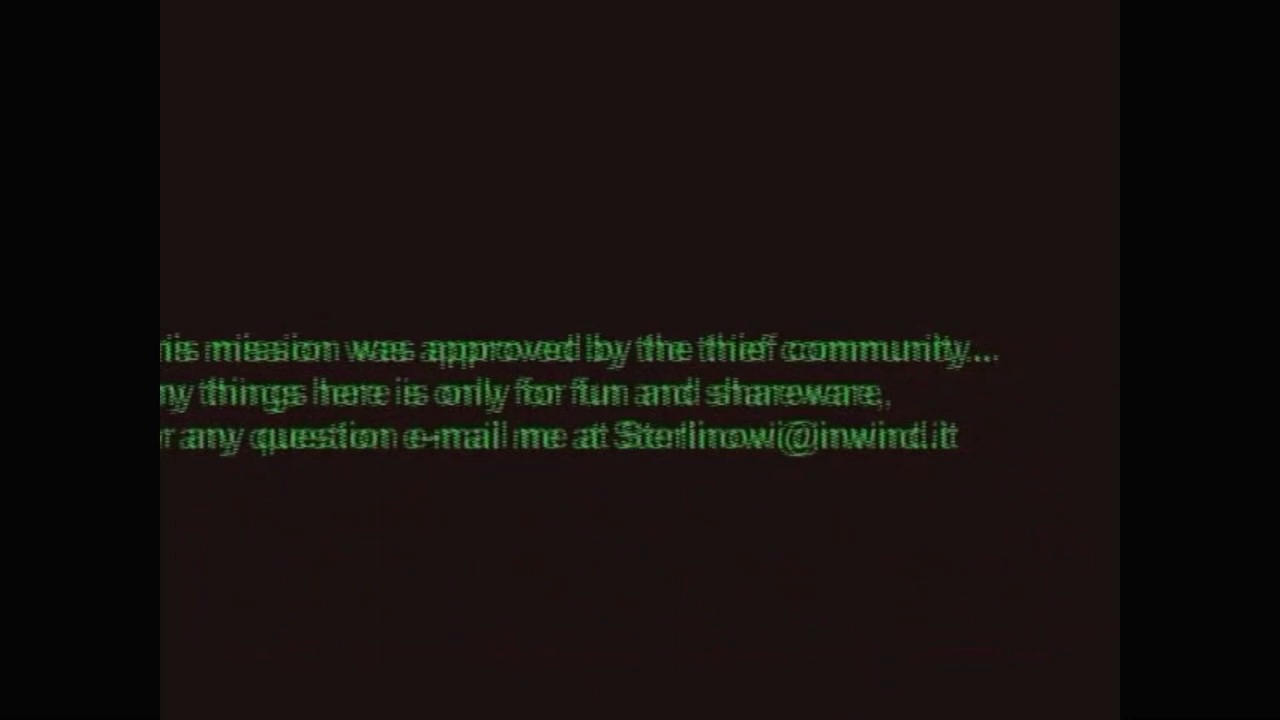 his mission was approved by the thief community...
ny things here is only for fun and shareware,
r any question e-mail me at Sterlinowi@inwind.it